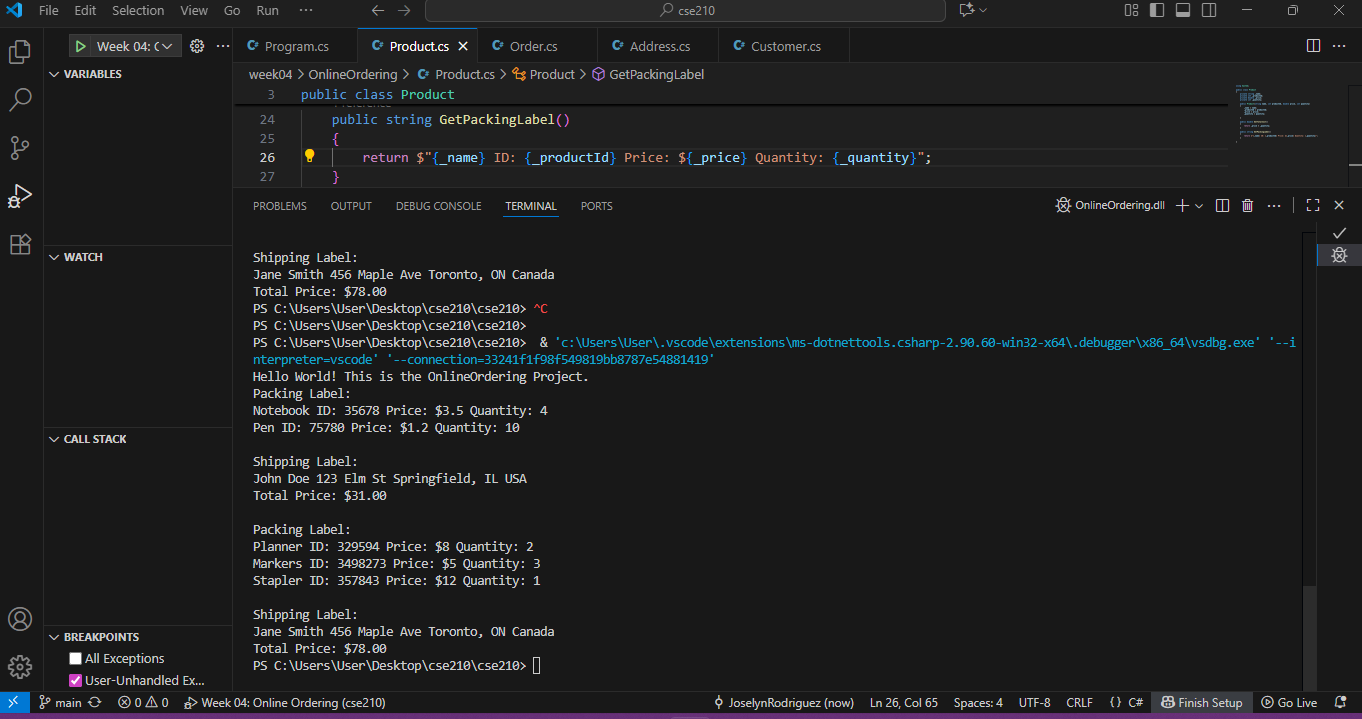 File Edit Selection View Go Run ··· cse210
Week 04: C ···
Program.cs Product.cs Order.cs Address.cs Customer.cs ···
VARIABLES
week04 > OnlineOrdering > Product.cs > Product > GetPackingLabel
3 public class Product
24 public string GetPackingLabel()
25 {
26 return $"{_name} ID: {_productId} Price: ${_price} Quantity: {_quantity}";
27 }
PROBLEMS OUTPUT DEBUG CONSOLE TERMINAL PORTS OnlineOrdering.dll ···
WATCH
CALL STACK
BREAKPOINTS
All Exceptions
User-Unhandled Ex...
Shipping Label:
Jane Smith 456 Maple Ave Toronto, ON Canada
Total Price: $78.00
PS C:\Users\User\Desktop\cse210\cse210> ^C
PS C:\Users\User\Desktop\cse210\cse210>
PS C:\Users\User\Desktop\cse210\cse210> & 'c:\Users\User\.vscode\extensions\ms-dotnettools.csharp-2.90.60-win32-x64\.debugger\x86_64\vsdbg.exe' '--i
nterpreter=vscode' '--connection=33241f1f98f549819bb8787e54881419'
Hello World! This is the OnlineOrdering Project.
Packing Label:
Notebook ID: 35678 Price: $3.5 Quantity: 4
Pen ID: 75780 Price: $1.2 Quantity: 10
Shipping Label:
John Doe 123 Elm St Springfield, IL USA
Total Price: $31.00
Packing Label:
Planner ID: 329594 Price: $8 Quantity: 2
Markers ID: 3498273 Price: $5 Quantity: 3
Stapler ID: 357843 Price: $12 Quantity: 1
Shipping Label:
Jane Smith 456 Maple Ave Toronto, ON Canada
Total Price: $78.00
PS C:\Users\User\Desktop\cse210\cse210>
main 0 0 Week 04: Online Ordering (cse210) JoselynRodriguez (now) Ln 26, Col 65 Spaces: 4 UTF-8 CRLF {} C# Finish Setup Go Live